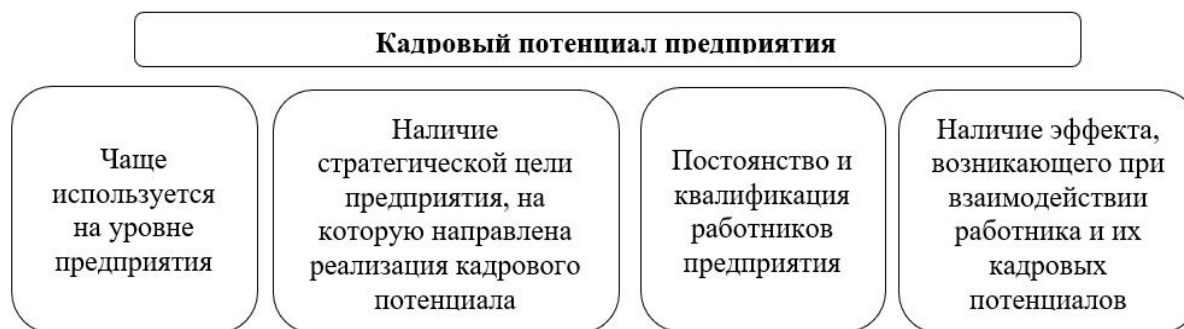 Кадровый потенциал предприятия
Чаще
используется
на уровне
предприятия
Наличие
стратегической цели
предприятия, на
которую направлена
реализация кадрового
потенциала
Постоянство и
квалификация
работников
предприятия
Наличие эффекта,
возникающего при
взаимодействии
работника и их
кадровых
потенциалов